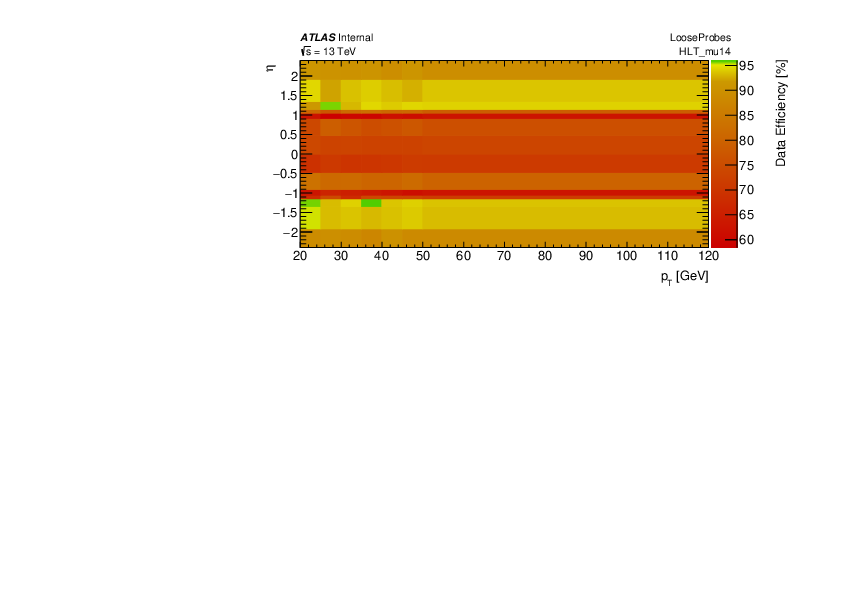 ATLAS Internal
LooseProbes
√s = 13 TeV
HLT_mu14
η
2
1.5
1
0.5
0
−0.5
−1
−1.5
−2
20 30 40 50 60 70 80 90 100 110 120
p_T [GeV]
95
90
85
80
75
70
65
60
Data Efficiency [%]